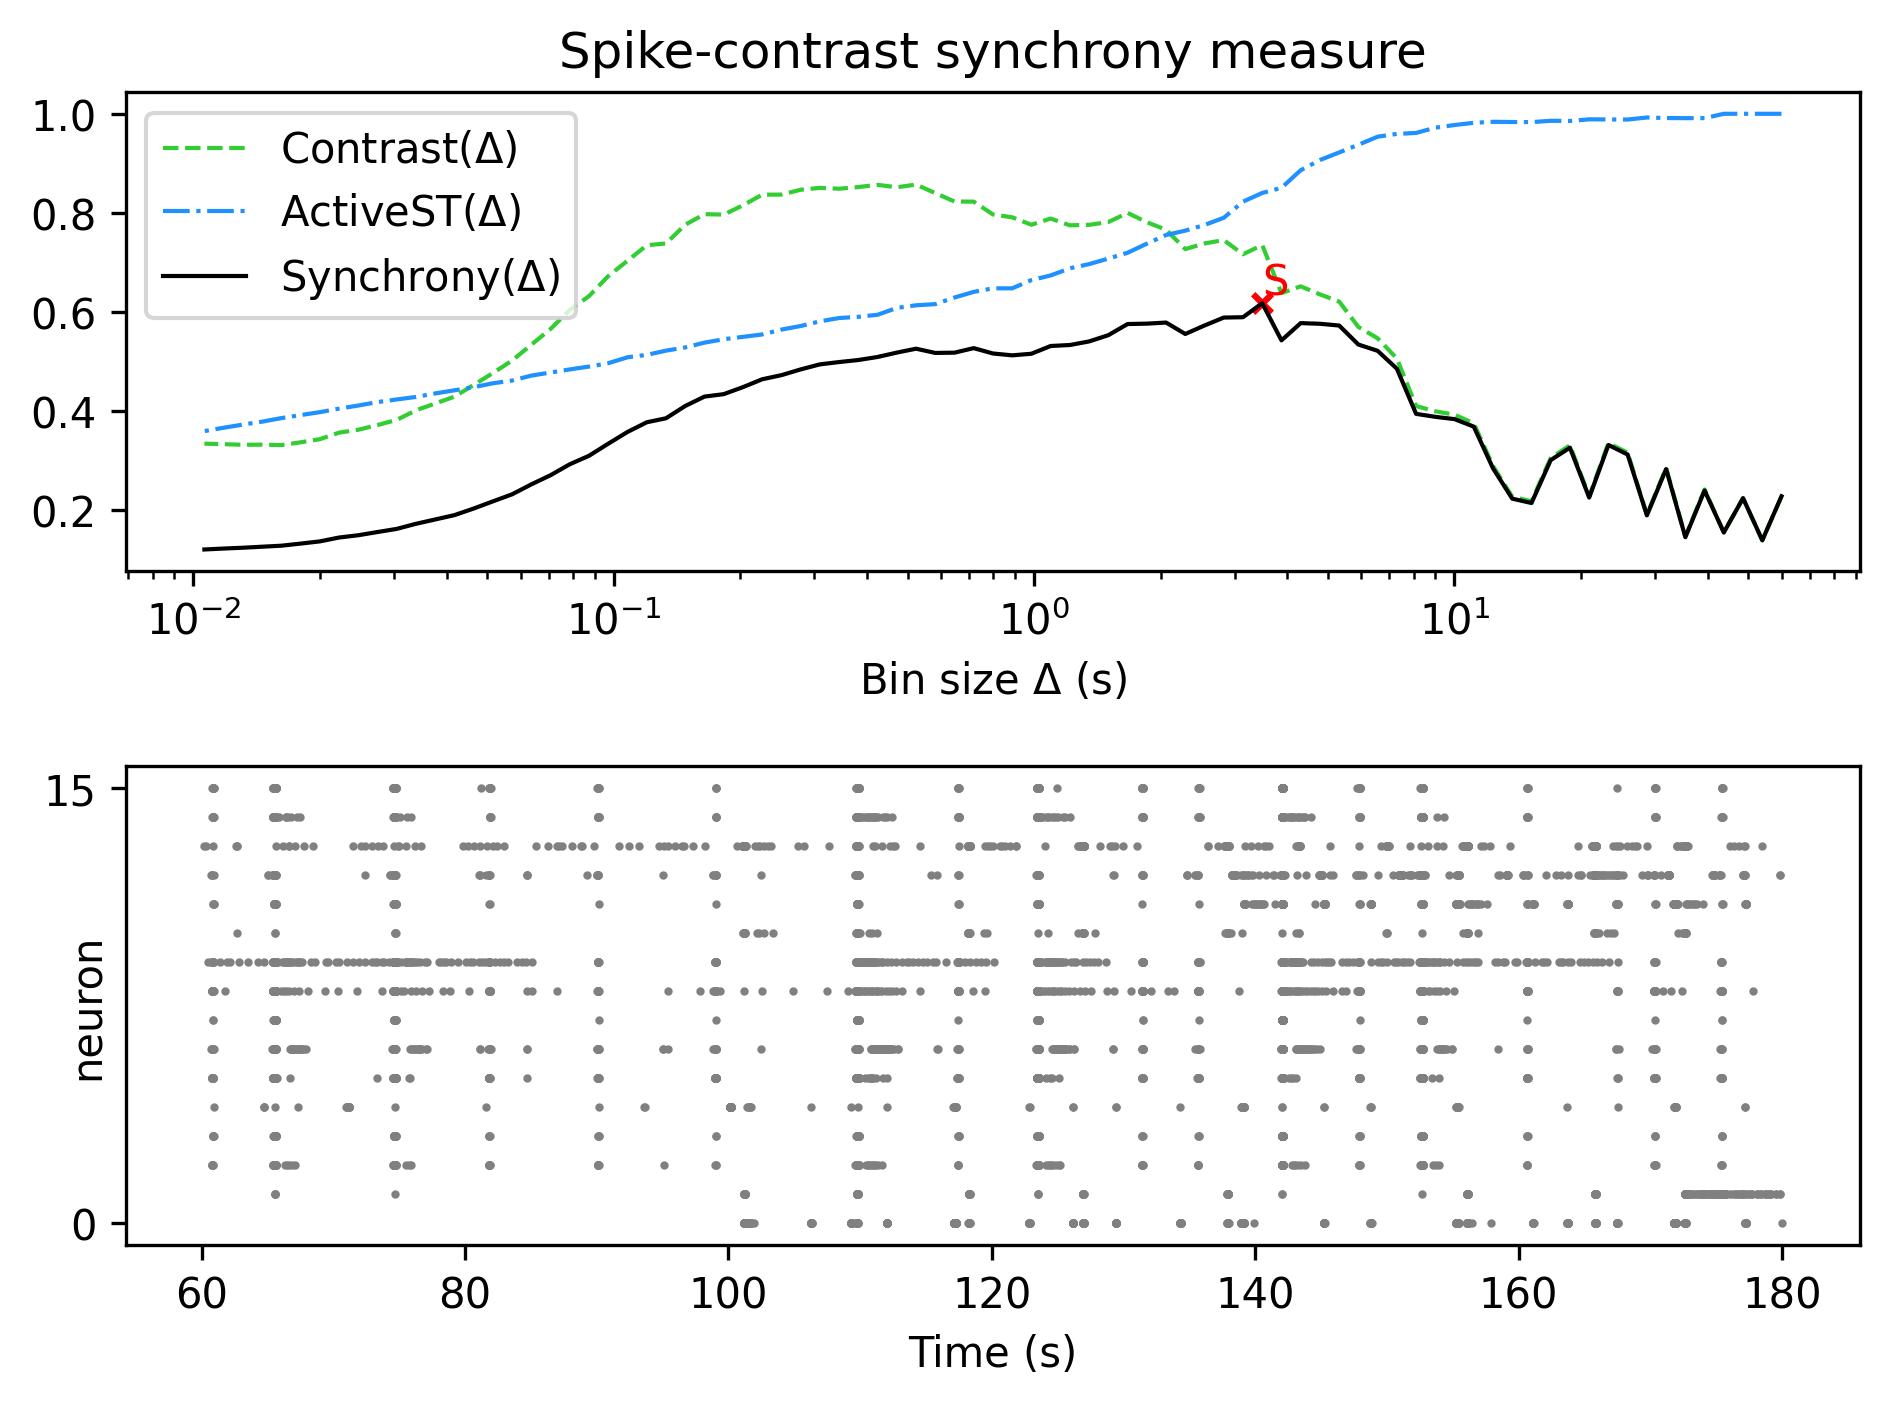 Spike-contrast synchrony measure
1.0
0.8
0.6
0.4
0.2
Contrast(Δ)
ActiveST(Δ)
Synchrony(Δ)
S
10⁻² 10⁻¹ 10⁰ 10¹
Bin size Δ (s)
15
0
neuron
60 80 100 120 140 160 180
Time (s)